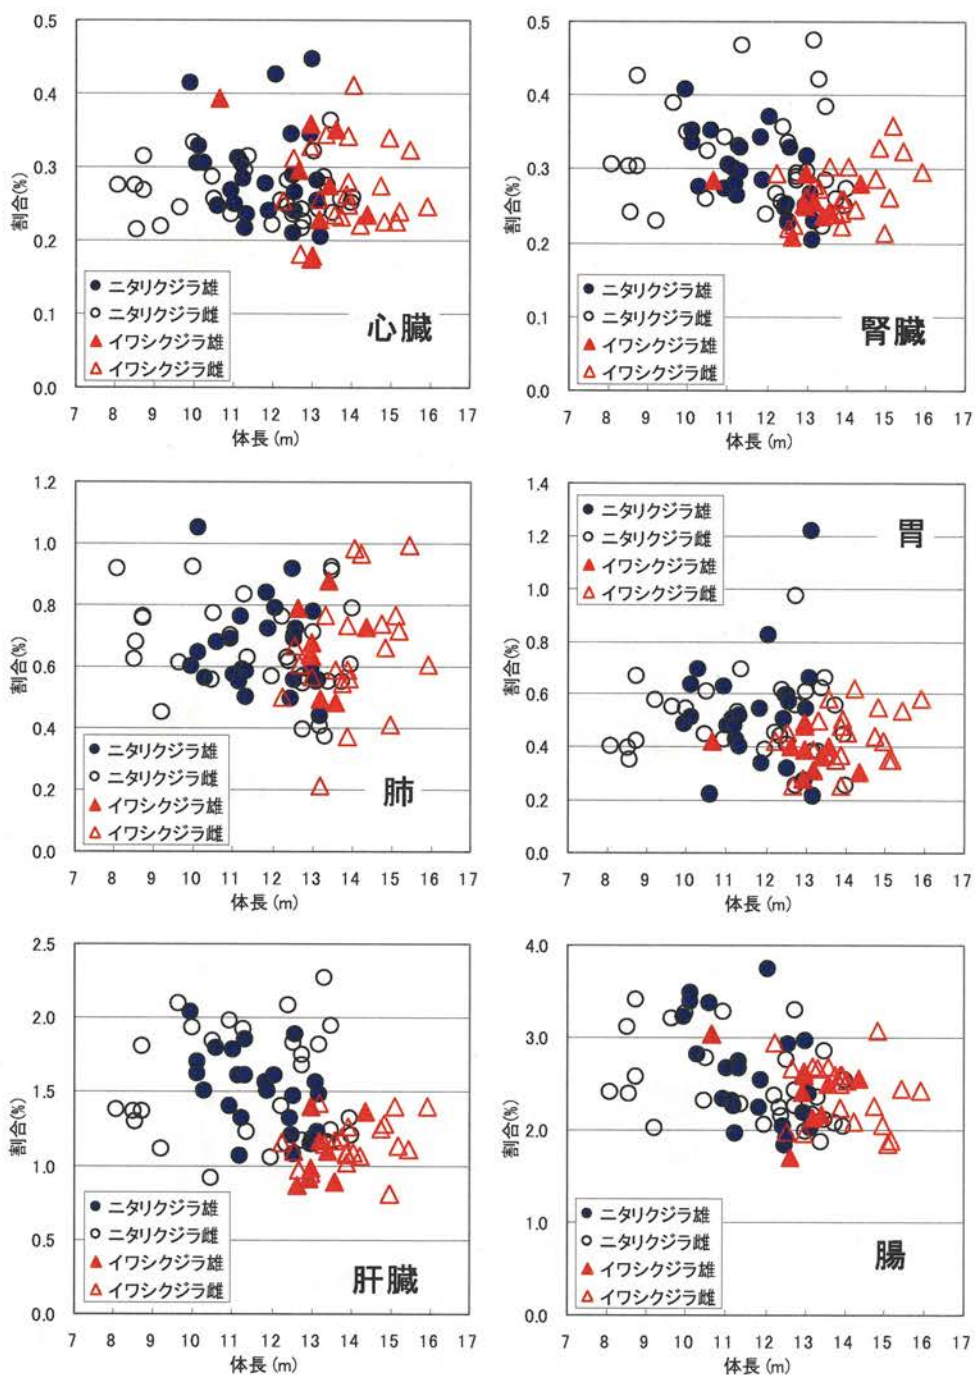 0.5
0.4
0.3
0.2
0.1
0.0
割合(%)
● ニタリクジラ雄
○ ニタリクジラ雌
▲ イワシクジラ雄
△ イワシクジラ雌
心臓
7 8 9 10 11 12 13 14 15 16 17
体長(m)
0.5
0.4
0.3
0.2
0.1
0.0
割合(%)
● ニタリクジラ雄
○ ニタリクジラ雌
▲ イワシクジラ雄
△ イワシクジラ雌
腎臓
7 8 9 10 11 12 13 14 15 16 17
体長(m)
1.2
1.0
0.8
0.6
0.4
0.2
0.0
割合(%)
● ニタリクジラ雄
○ ニタリクジラ雌
▲ イワシクジラ雄
△ イワシクジラ雌
肺
7 8 9 10 11 12 13 14 15 16 17
体長(m)
1.4
1.2
1.0
0.8
0.6
0.4
0.2
0.0
割合(%)
● ニタリクジラ雄
○ ニタリクジラ雌
▲ イワシクジラ雄
△ イワシクジラ雌
胃
7 8 9 10 11 12 13 14 15 16 17
体長(m)
2.5
2.0
1.5
1.0
0.5
0.0
割合(%)
● ニタリクジラ雄
○ ニタリクジラ雌
▲ イワシクジラ雄
△ イワシクジラ雌
肝臓
7 8 9 10 11 12 13 14 15 16 17
体長(m)
4.0
3.0
2.0
1.0
0.0
割合(%)
● ニタリクジラ雄
○ ニタリクジラ雌
▲ イワシクジラ雄
△ イワシクジラ雌
腸
7 8 9 10 11 12 13 14 15 16 17
体長(m)